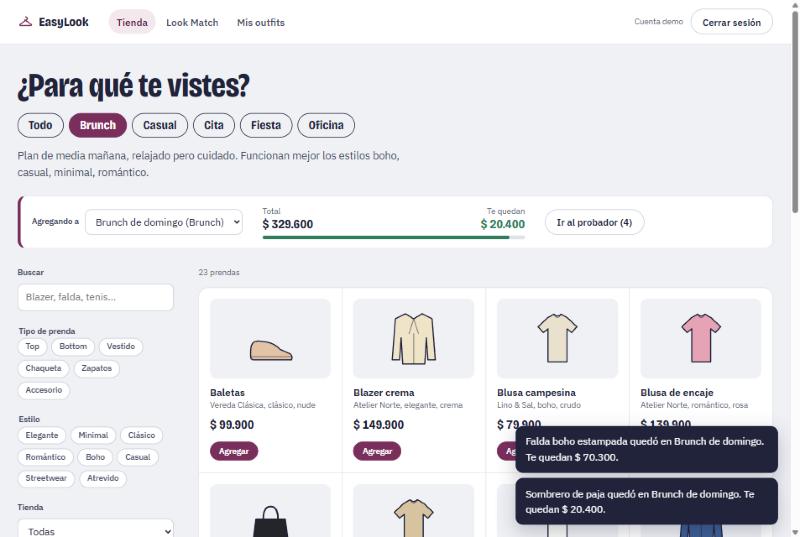 EasyLook
Tienda
Look Match
Mis outfits
Cuenta demo
Cerrar sesión
¿Para qué te vistes?
Todo
Brunch
Casual
Cita
Fiesta
Oficina
Plan de media mañana, relajado pero cuidado. Funcionan mejor los estilos boho,
casual, minimal, romántico.
Agregando a
Brunch de domingo (Brunch)
Total
$ 329.600
Te quedan
$ 20.400
Ir al probador (4)
Buscar
Blazer, falda, tenis...
Tipo de prenda
Top
Bottom
Vestido
Chaqueta
Zapatos
Accesorio
Estilo
Elegante
Minimal
Clásico
Romántico
Boho
Casual
Streetwear
Atrevido
Tienda
Todas
23 prendas
Baletas
Vereda Clásica, clásico, nude
$ 99.900
Agregar
Blazer crema
Atelier Norte, elegante, crema
$ 149.900
Agregar
Blusa campesina
Lino & Sal, boho, crudo
$ 79.900
Blusa de encaje
Atelier Norte, romántico, rosa
$ 139.900
Falda boho estampada quedó en Brunch de domingo.
Te quedan $ 70.300.
Sombrero de paja quedó en Brunch de domingo. Te
quedan $ 20.400.